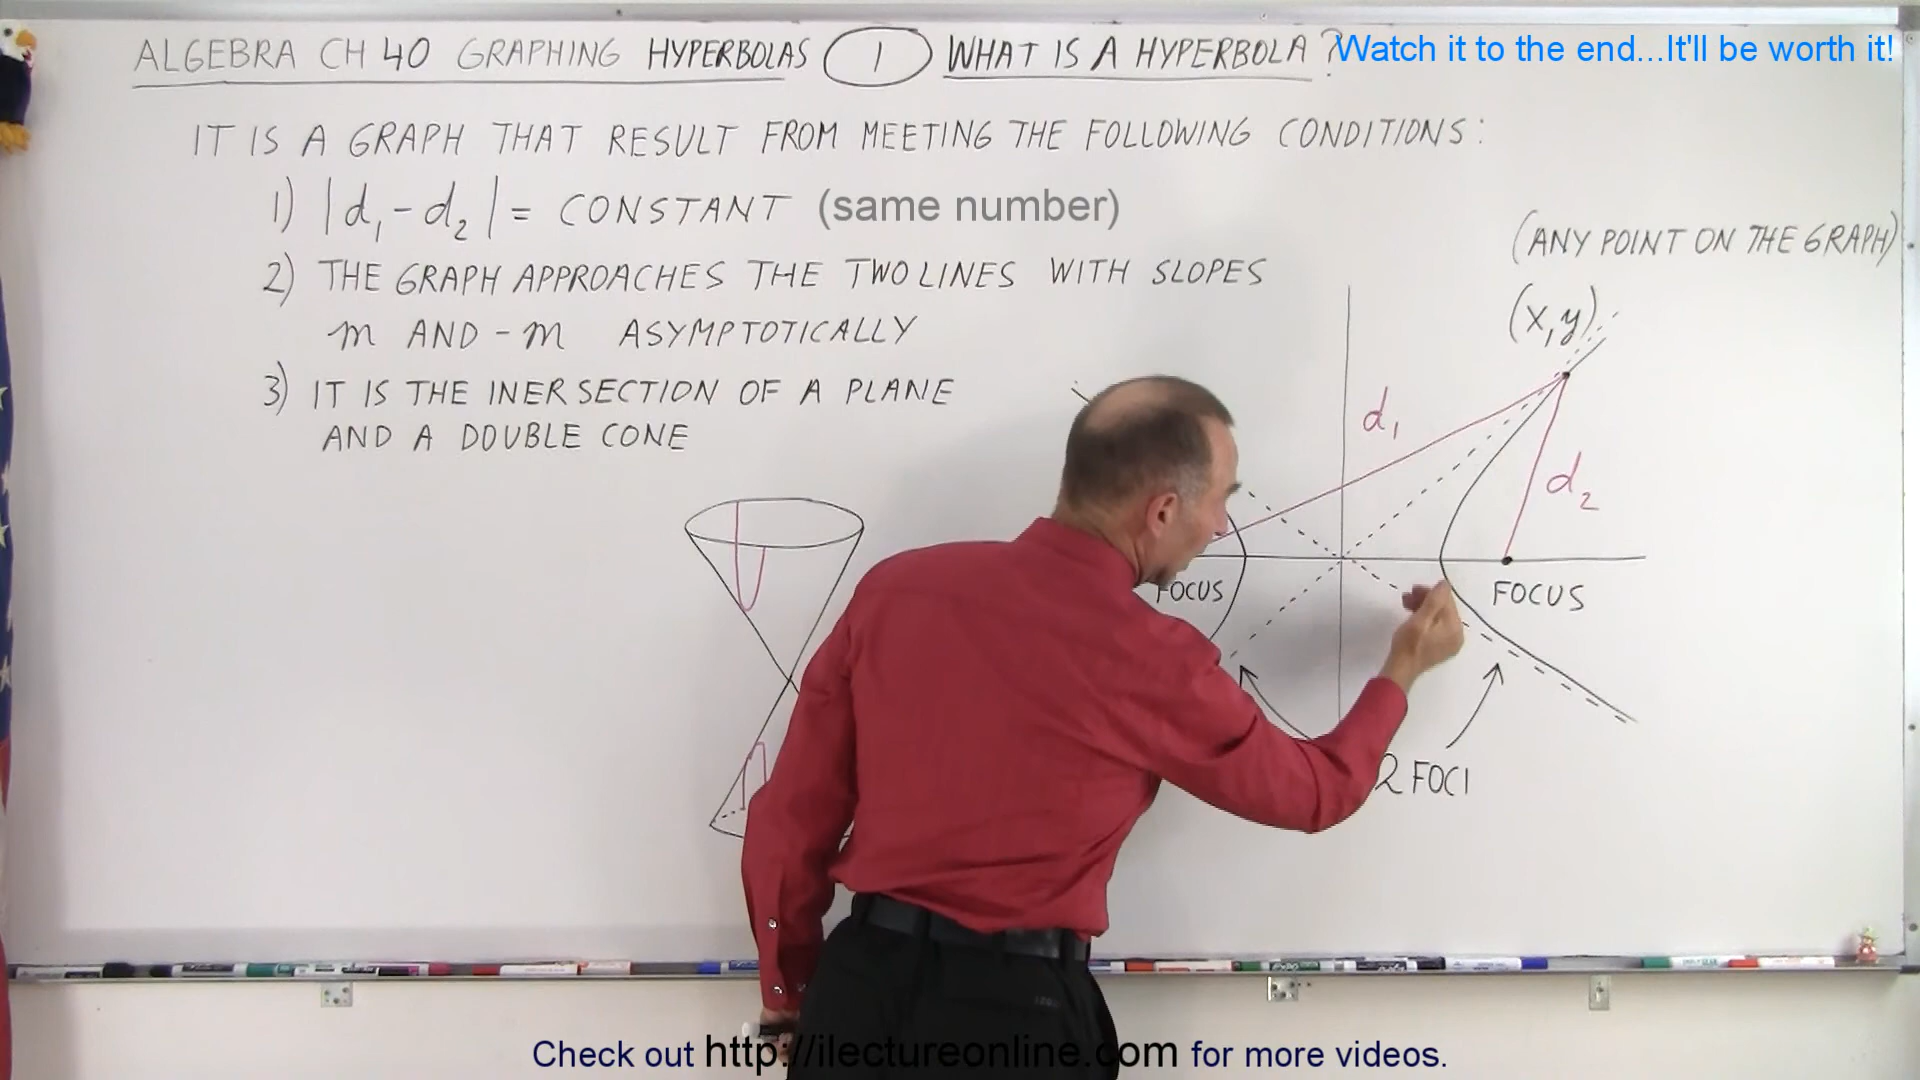 ALGEBRA CH 40 GRAPHING HYPERBOLAS 1 WHAT IS A HYPERBOLA ?
Watch it to the end...It'll be worth it!
IT IS A GRAPH THAT RESULT FROM MEETING THE FOLLOWING CONDITIONS:
1) |d₁-d₂| = CONSTANT (same number)
2) THE GRAPH APPROACHES THE TWO LINES WITH SLOPES
m AND -m ASYMPTOTICALLY
3) IT IS THE INERSECTION OF A PLANE
AND A DOUBLE CONE
(ANY POINT ON THE GRAPH)
(x,y)
d₁
d₂
FOCUS
FOCUS
2 FOCI
Check out http://ilectureonline.com for more videos.